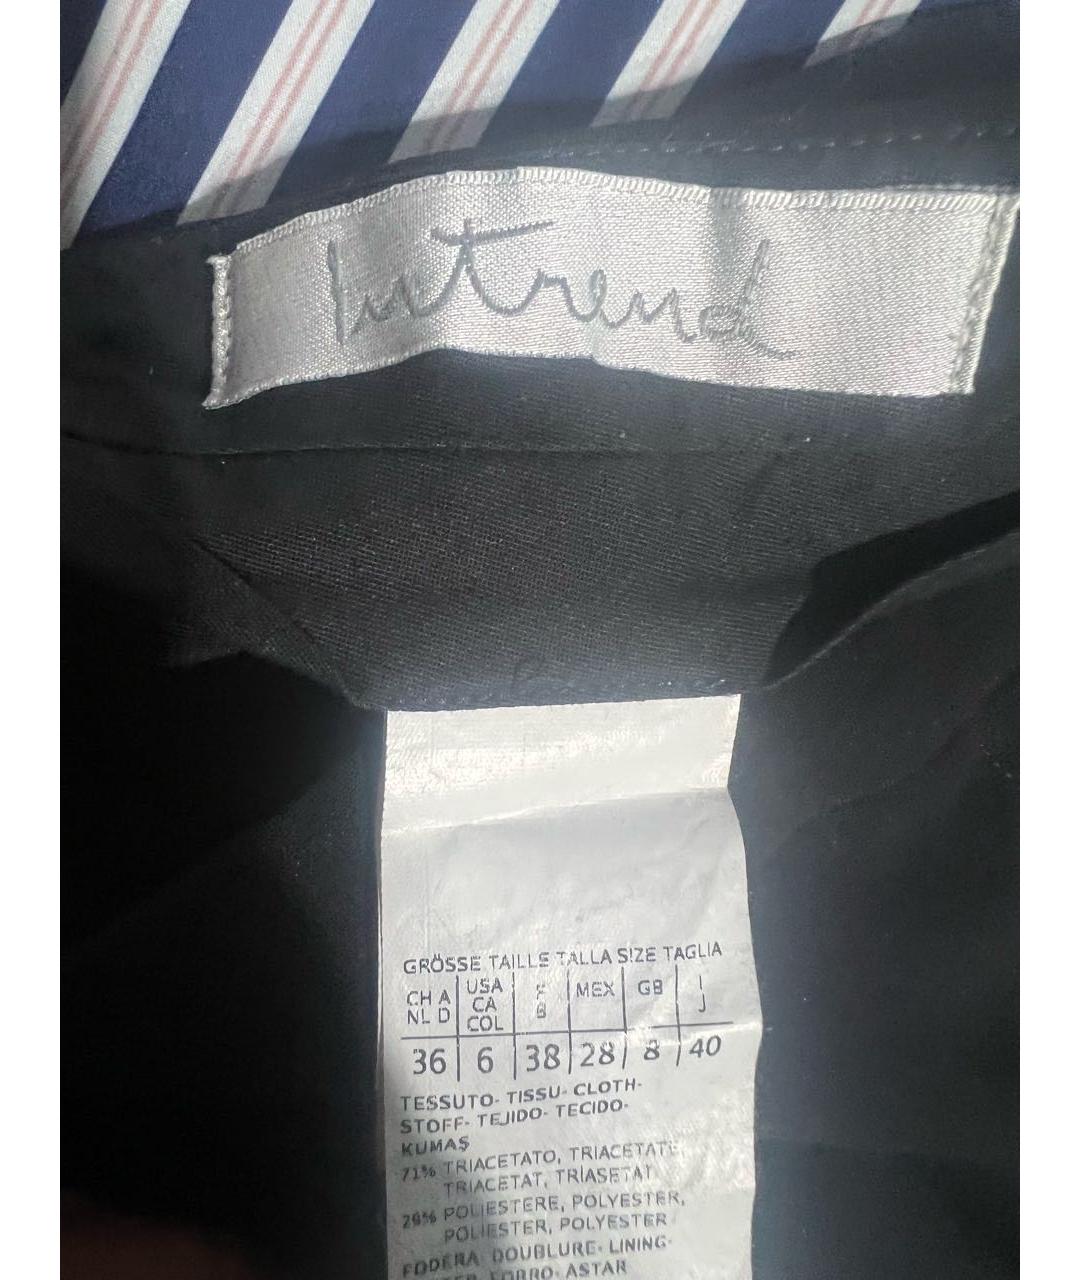 Intrend
GRÖSSE TAILLE TALLA SIZE TAGLIA
CH A NL D | USA CA COL | F B | MEX | GB | I J
36 | 6 | 38 | 28 | 8 | 40
TESSUTO- TISSU- CLOTH-
STOFF- TEJIDO- TECIDO-
KUMAŞ
71% TRIACETATO, TRIACETATE,
TRIACETAT, TRİASETAT
29% POLIESTERE, POLYESTER,
POLIESTER, POLYESTER
FODERA- DOUBLURE- LINING-
FORRO- ASTAR